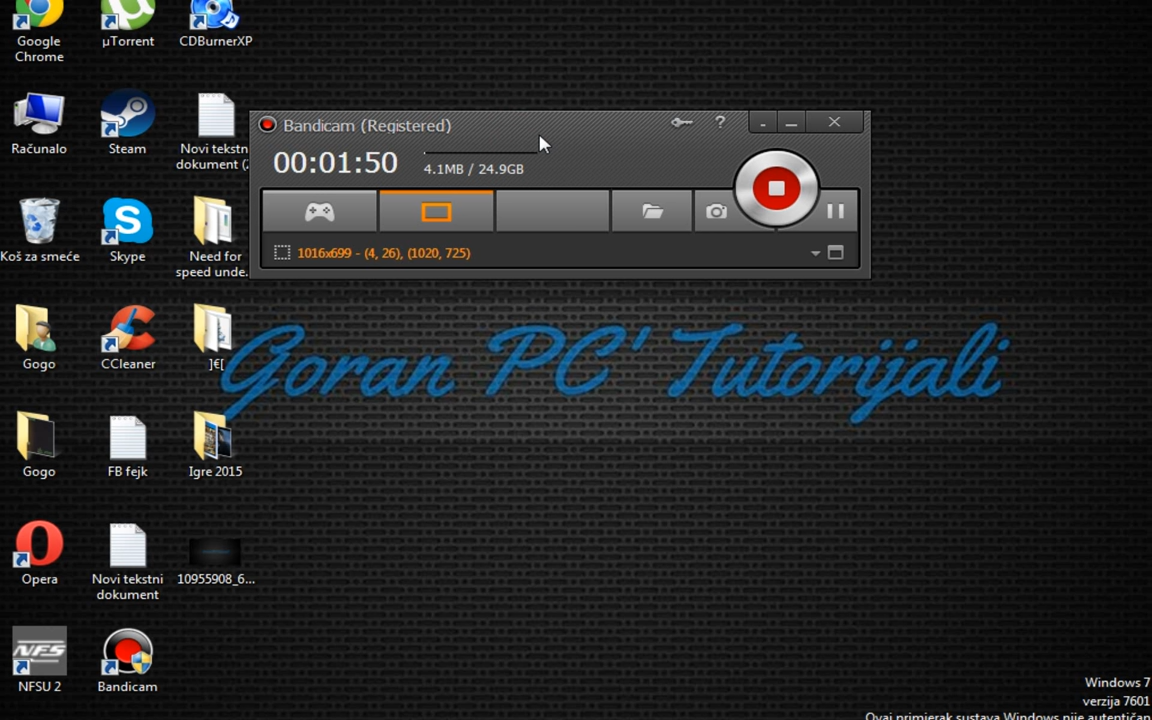 Google
Chrome
µTorrent
CDBurnerXP
Računalo
Steam
Novi tekstn
dokument (
Bandicam (Registered)
?
00:01:50
4.1MB / 24.9GB
1016x699 - (4, 26), (1020, 725)
Koš za smeće
Skype
Need for
speed unde...
Gogo
CCleaner
]€[
Goran PC' Tutorijali
Gogo
FB fejk
Igre 2015
Opera
Novi tekstni
dokument
10955908_6...
NFS
NFSU 2
Bandicam
Windows 7
verzija 7601
Ovaj primjerak sustava Windows nije autentičan